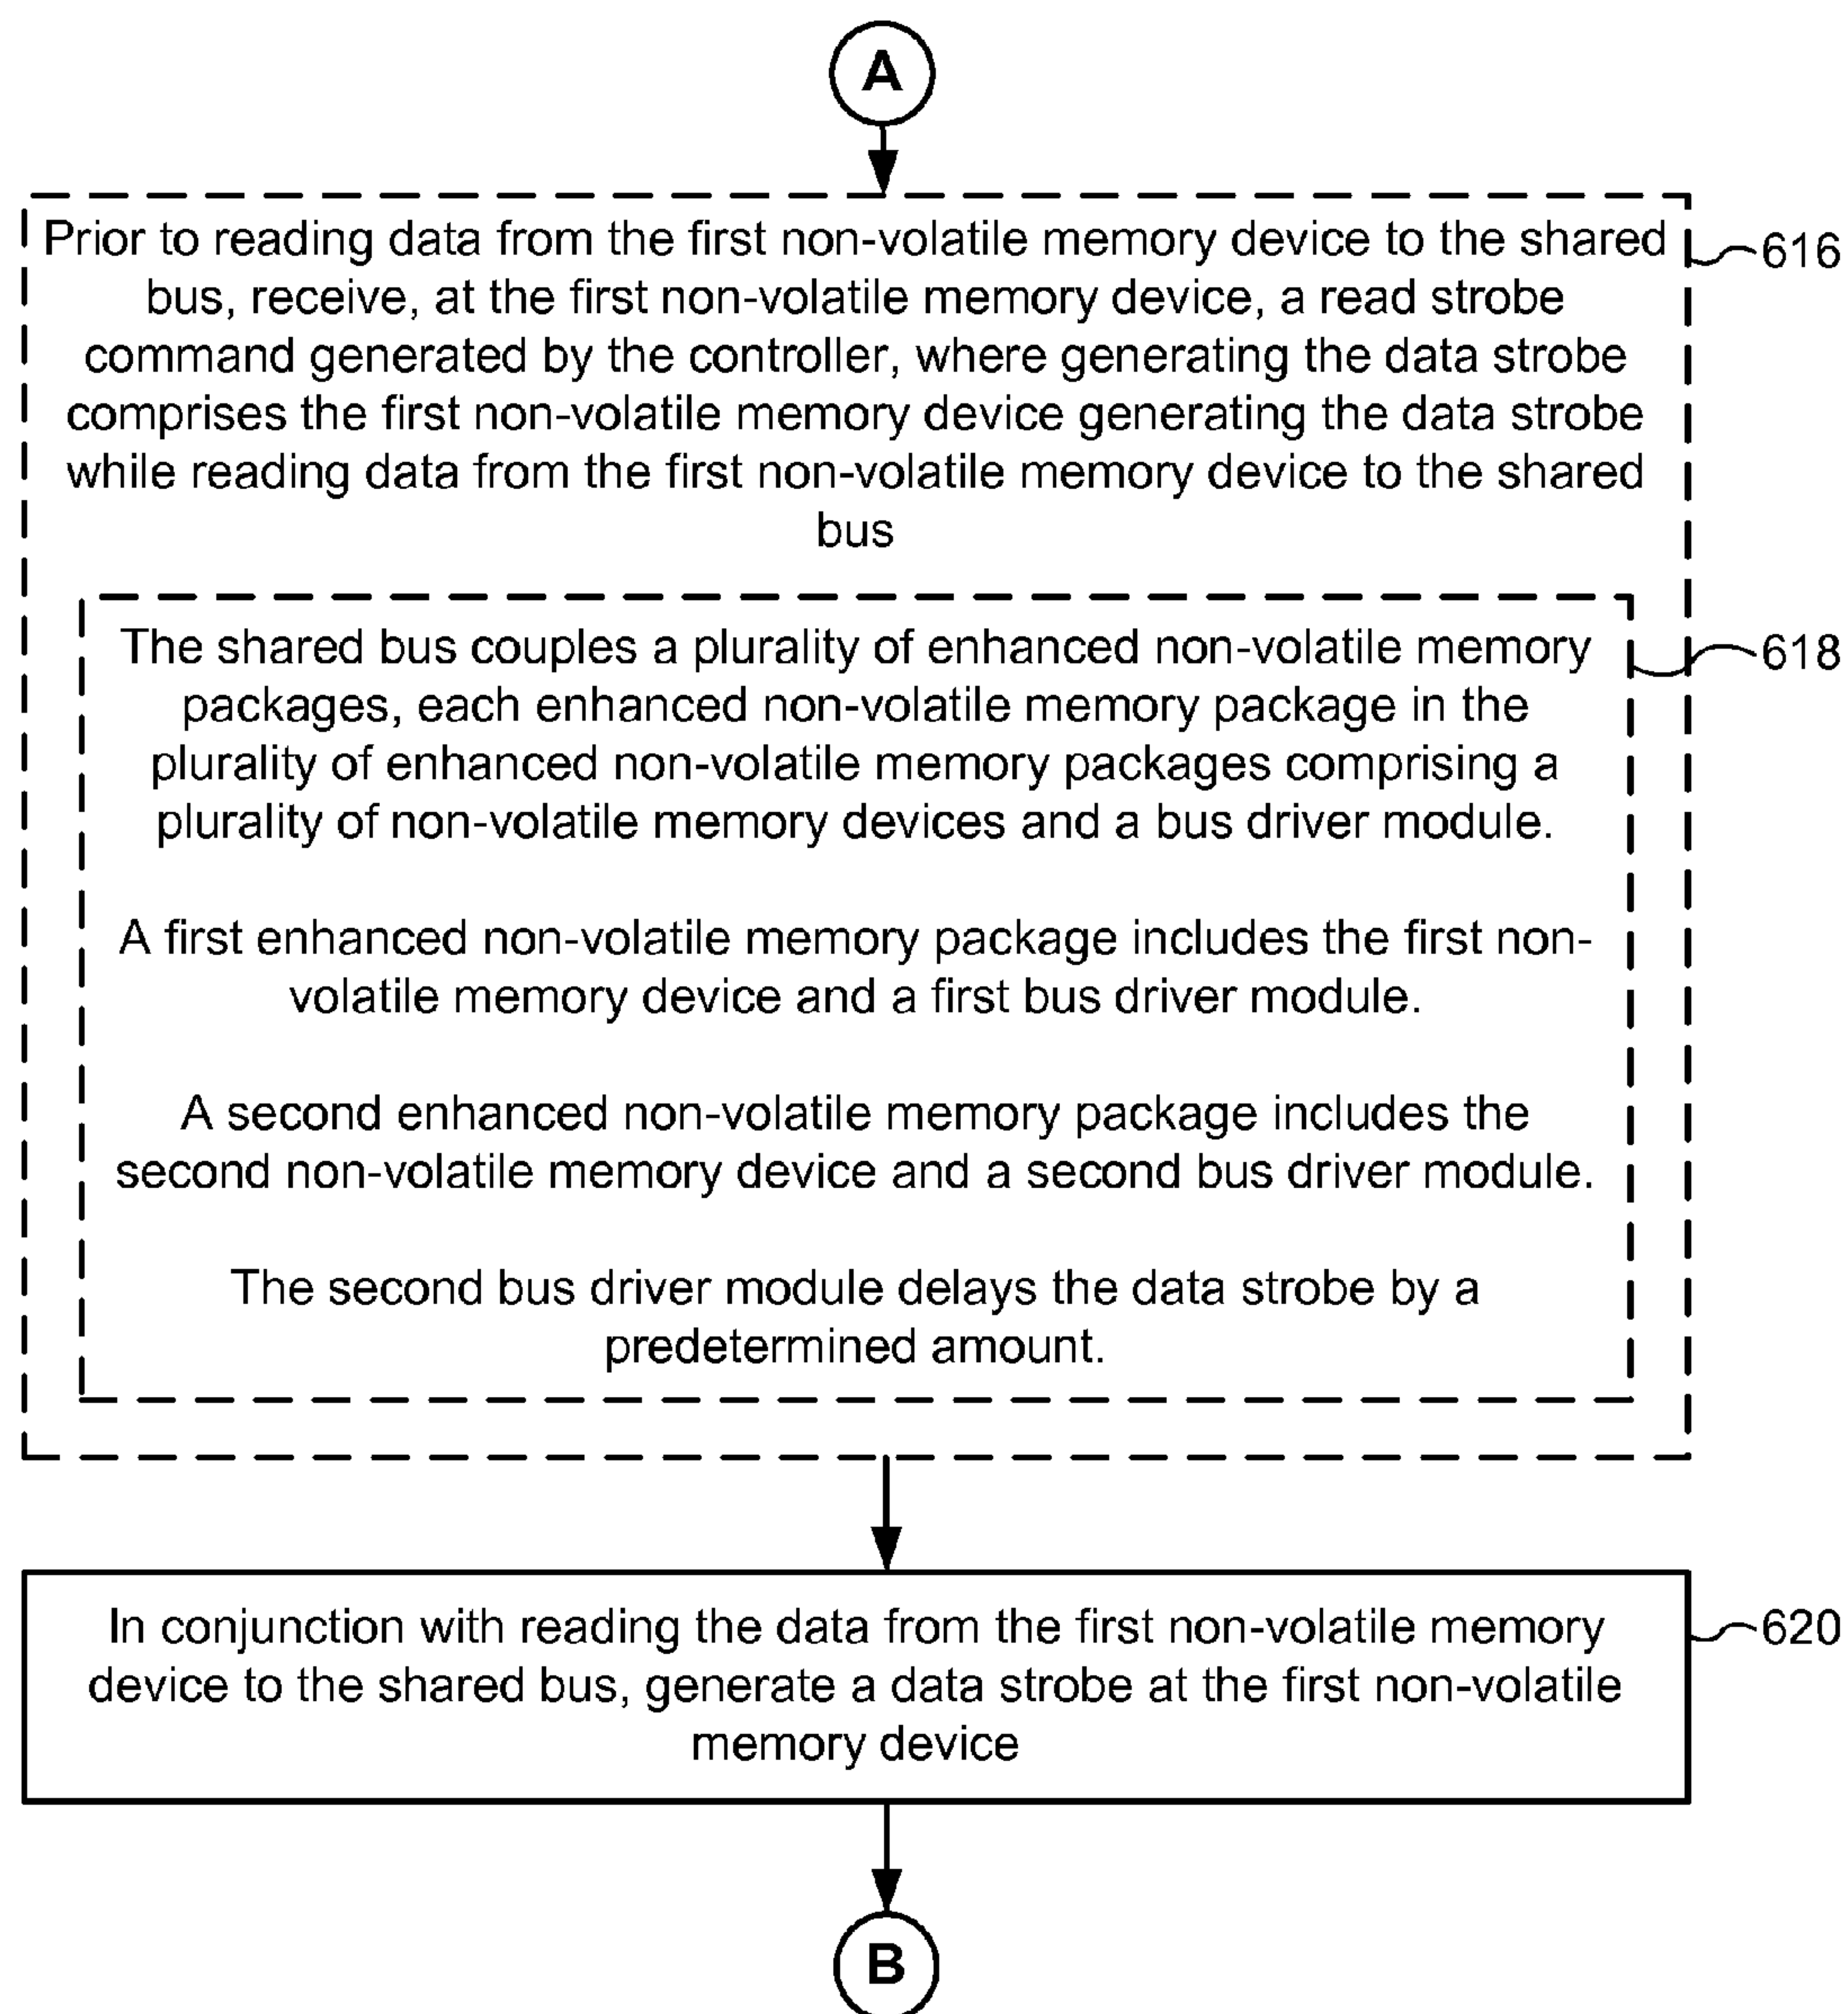 A
Prior to reading data from the first non-volatile memory device to the shared
bus, receive, at the first non-volatile memory device, a read strobe
command generated by the controller, where generating the data strobe
comprises the first non-volatile memory device generating the data strobe
while reading data from the first non-volatile memory device to the shared
bus
616
The shared bus couples a plurality of enhanced non-volatile memory
packages, each enhanced non-volatile memory package in the
plurality of enhanced non-volatile memory packages comprising a
plurality of non-volatile memory devices and a bus driver module.
618
A first enhanced non-volatile memory package includes the first non-
volatile memory device and a first bus driver module.
A second enhanced non-volatile memory package includes the
second non-volatile memory device and a second bus driver module.
The second bus driver module delays the data strobe by a
predetermined amount.
In conjunction with reading the data from the first non-volatile memory
device to the shared bus, generate a data strobe at the first non-volatile
memory device
620
B